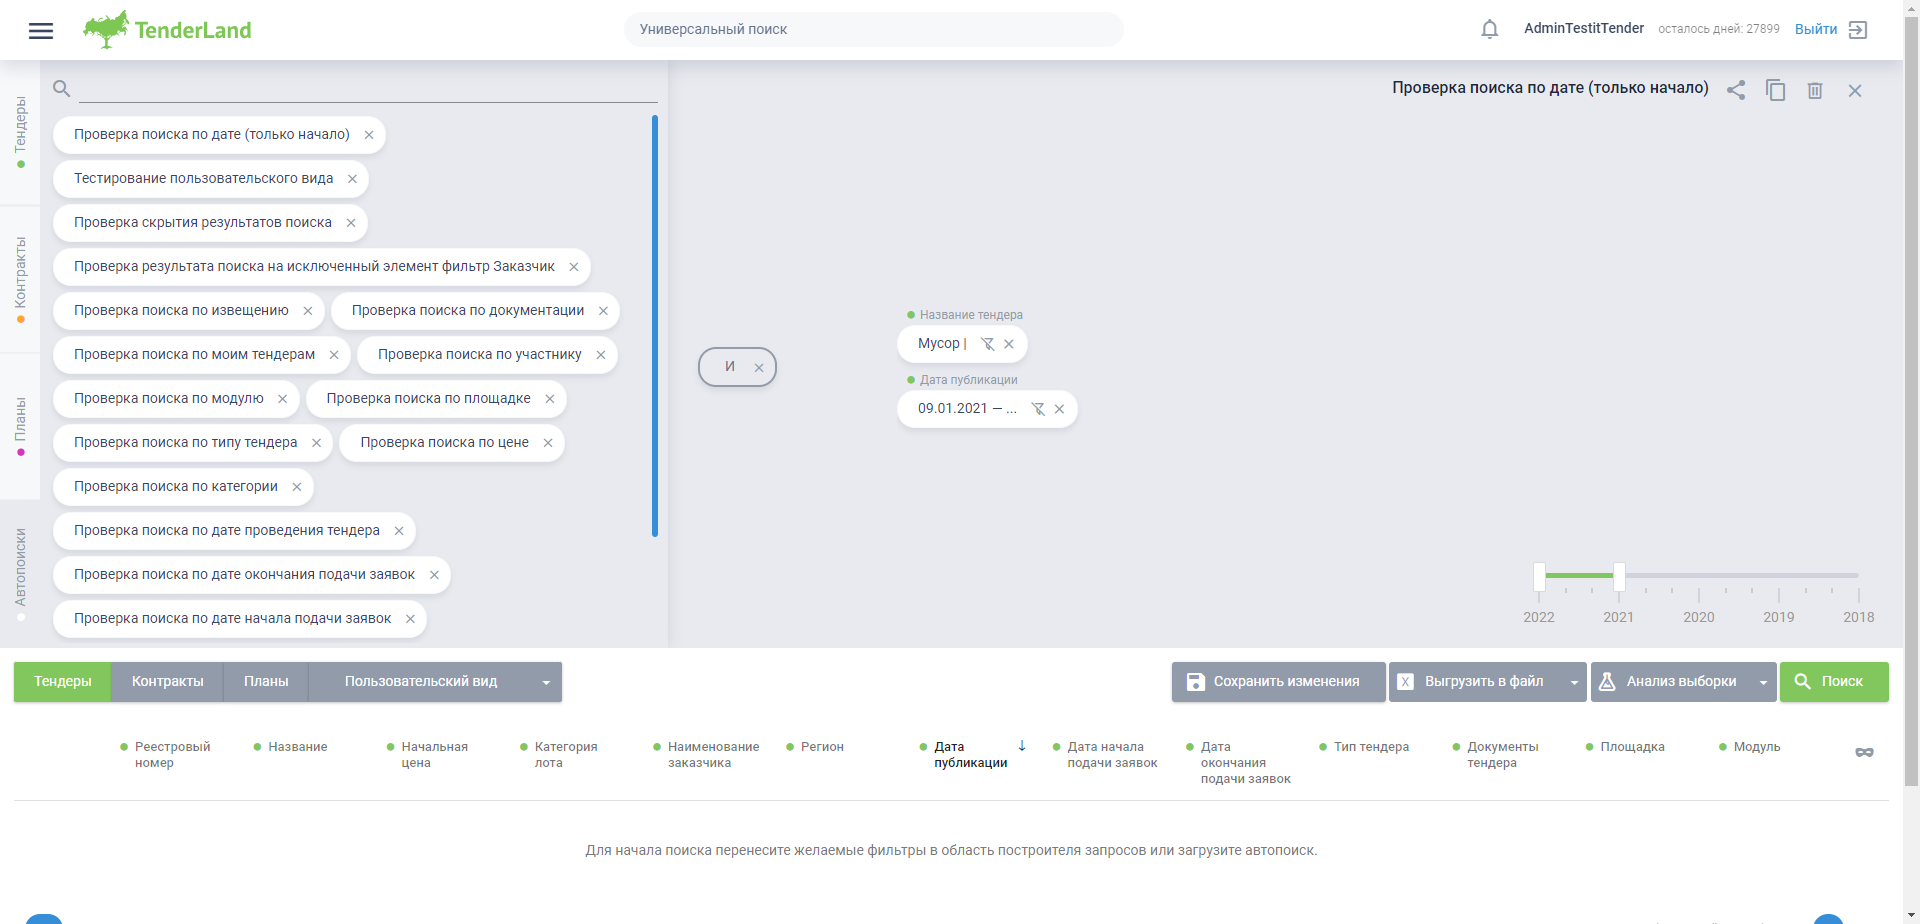 TenderLand
Универсальный поиск
AdminTestitTender
осталось дней: 27899
Выйти
Тендеры
Контракты
Планы
Автопоиски
Проверка поиска по дате (только начало)
Тестирование пользовательского вида
Проверка скрытия результатов поиска
Проверка результата поиска на исключенный элемент фильтр Заказчик
Проверка поиска по извещению
Проверка поиска по документации
Проверка поиска по моим тендерам
Проверка поиска по участнику
Проверка поиска по модулю
Проверка поиска по площадке
Проверка поиска по типу тендера
Проверка поиска по цене
Проверка поиска по категории
Проверка поиска по дате проведения тендера
Проверка поиска по дате окончания подачи заявок
Проверка поиска по дате начала подачи заявок
Проверка поиска по дате (только начало)
И
Название тендера
Мусор |
Дата публикации
09.01.2021 — ...
2022 2021 2020 2019 2018
Тендеры
Контракты
Планы
Пользовательский вид
Сохранить изменения
X Выгрузить в файл
Анализ выборки
Поиск
Реестровый
номер
Название
Начальная
цена
Категория
лота
Наименование
заказчика
Регион
Дата
публикации
Дата начала
подачи заявок
Дата
окончания
подачи заявок
Тип тендера
Документы
тендера
Площадка
Модуль
Для начала поиска перенесите желаемые фильтры в область построителя запросов или загрузите автопоиск.